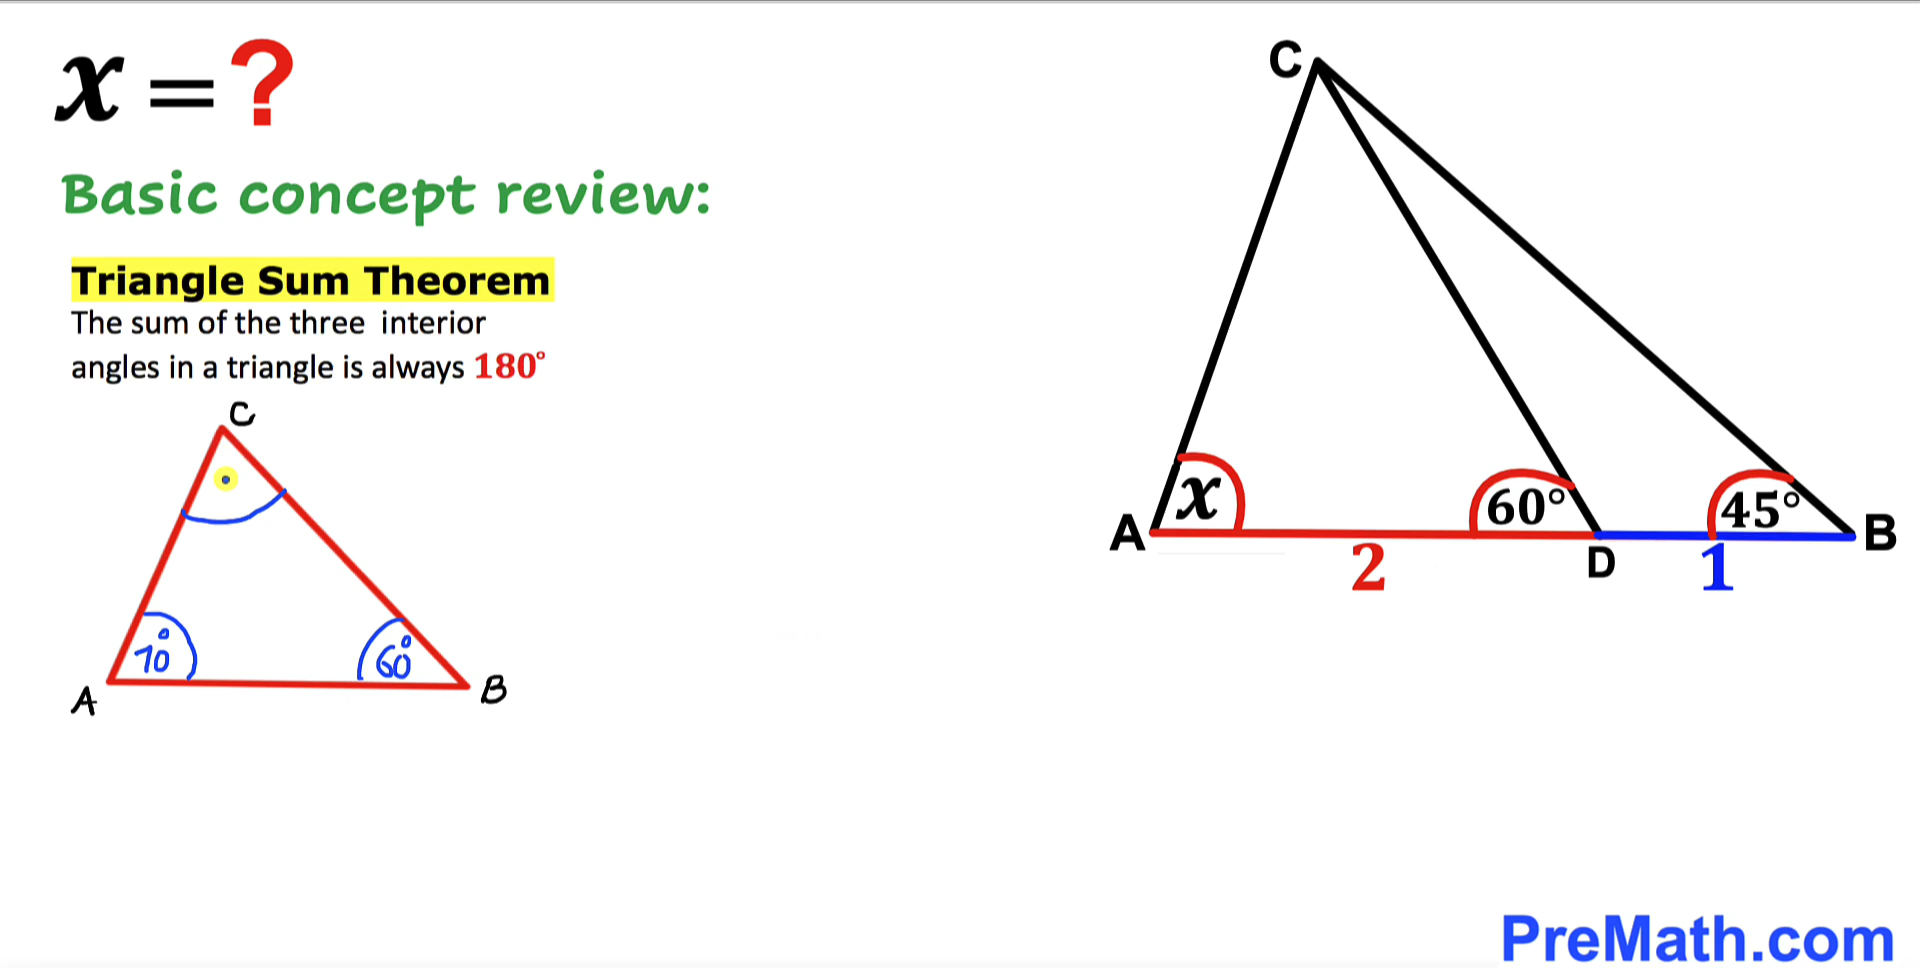 x = ?
Basic concept review:
Triangle Sum Theorem
The sum of the three interior
angles in a triangle is always 180°
C
70°
60°
A
B
C
x
60°
45°
A
B
D
2
1
PreMath.com